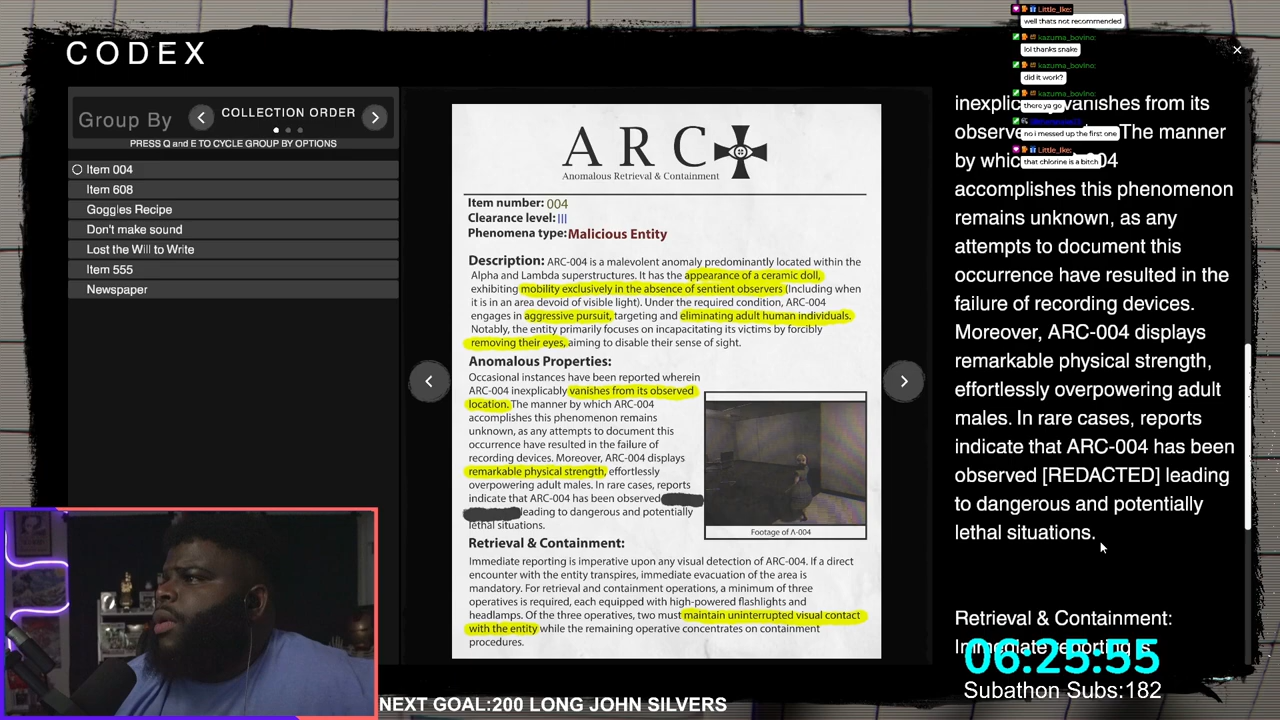 CODEX
Group By
COLLECTION ORDER
PRESS Q and E TO CYCLE GROUP BY OPTIONS
Item 004
Item 608
Goggles Recipe
Don't make sound
Lost the Will to Write
Item 555
Newspaper
ARC
Anomalous Retrieval & Containment
Item number: 004
Clearance level: III
Phenomena type: Malicious Entity
Description: ARC-004 is a malevolent anomaly predominantly located within the
Alpha and Lambda superstructures. It has the appearance of a ceramic doll,
exhibiting mobility exclusively in the absence of sentient observers (Including when
it is in an area devoid of visible light). Under the required condition, ARC-004
engages in aggressive pursuit, targeting and eliminating adult human individuals.
Notably, the entity primarily focuses on incapacitating its victims by forcibly
removing their eyes, aiming to disable their sense of sight.
Anomalous Properties:
Occasional instances have been reported wherein
ARC-004 inexplicably vanishes from its observed
location. The manner by which ARC-004
accomplishes this phenomenon remains
unknown, as any attempts to document this
occurrence have resulted in the failure of
recording devices. Moreover, ARC-004 displays
remarkable physical strength, effortlessly
overpowering adult males. In rare cases, reports
indicate that ARC-004 has been observed
leading to dangerous and potentially
lethal situations.
Footage of Λ-004
Retrieval & Containment:
Immediate reporting is imperative upon any visual detection of ARC-004. If a direct
encounter with the entity transpires, immediate evacuation of the area is
mandatory. For retrieval and containment operations, a minimum of three
operatives is required, each equipped with high-powered flashlights and
headlamps. Of the three operatives, two must maintain uninterrupted visual contact
with the entity while the remaining operative concentrates on containment
procedures.
Little_like:
well thats not recommended
kazuma_bovino:
lol thanks snake
kazuma_bovino:
did it work?
kazuma_bovino:
there ya go
no i messed up the first one
Little_like:
that chlorine is a bitch
vanishes from its
The manner
by
accomplishes this phenomenon
remains unknown, as any
attempts to document this
occurrence have resulted in the
failure of recording devices.
Moreover, ARC-004 displays
remarkable physical strength,
effortlessly overpowering adult
males. In rare cases, reports
indicate that ARC-004 has been
observed [REDACTED] leading
to dangerous and potentially
lethal situations.
Retrieval & Containment:
Immediate reporting is
06:25:55
Subathon Subs:182
NEXT GOAL:200 LONG JOHN SILVERS